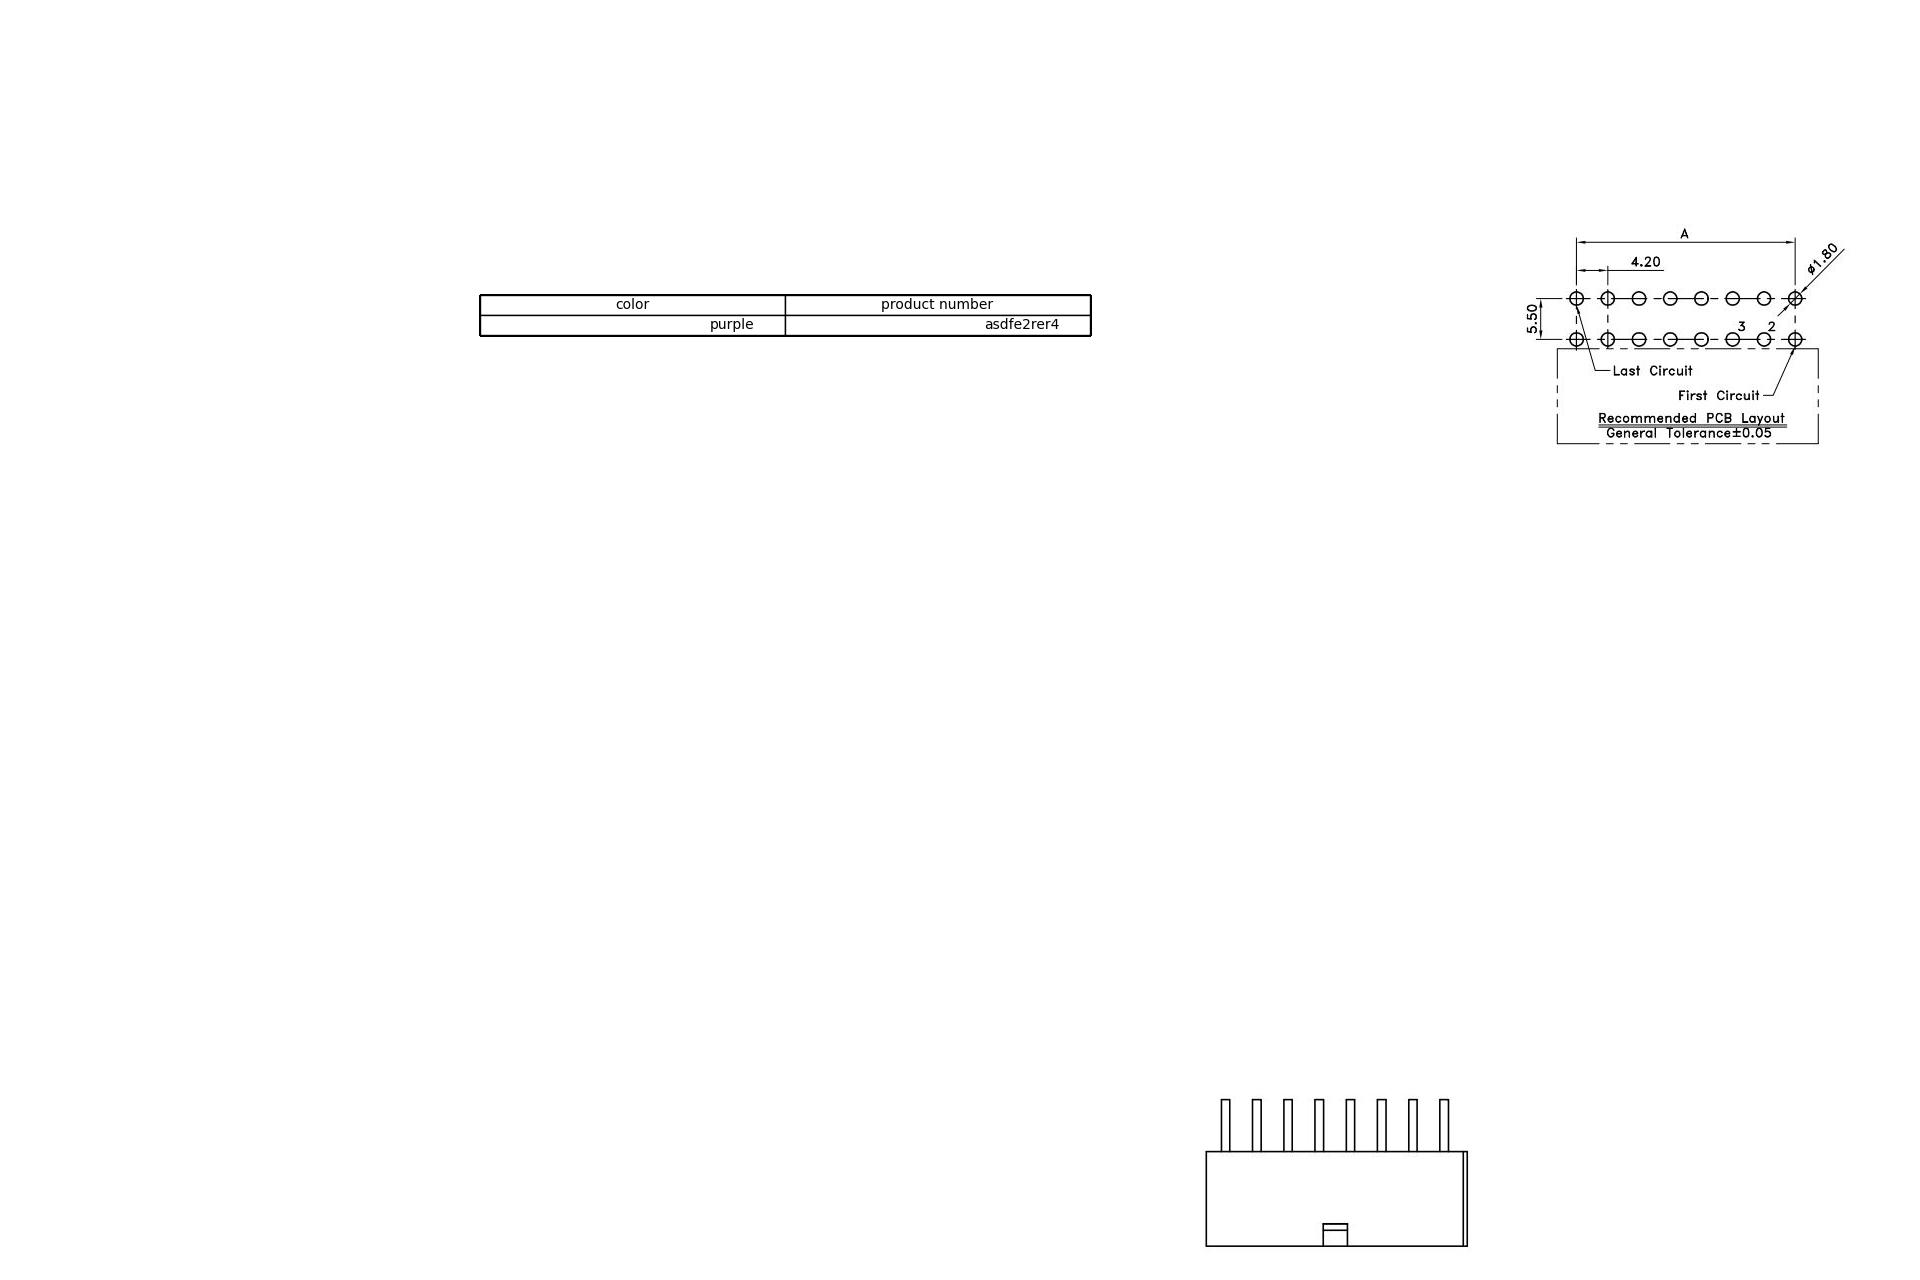 A
4.20
ø1.80
color product number
purple asdfe2rer4
5.50
3 2
Last Circuit
First Circuit
Recommended PCB Layout
General Tolerance±0.05